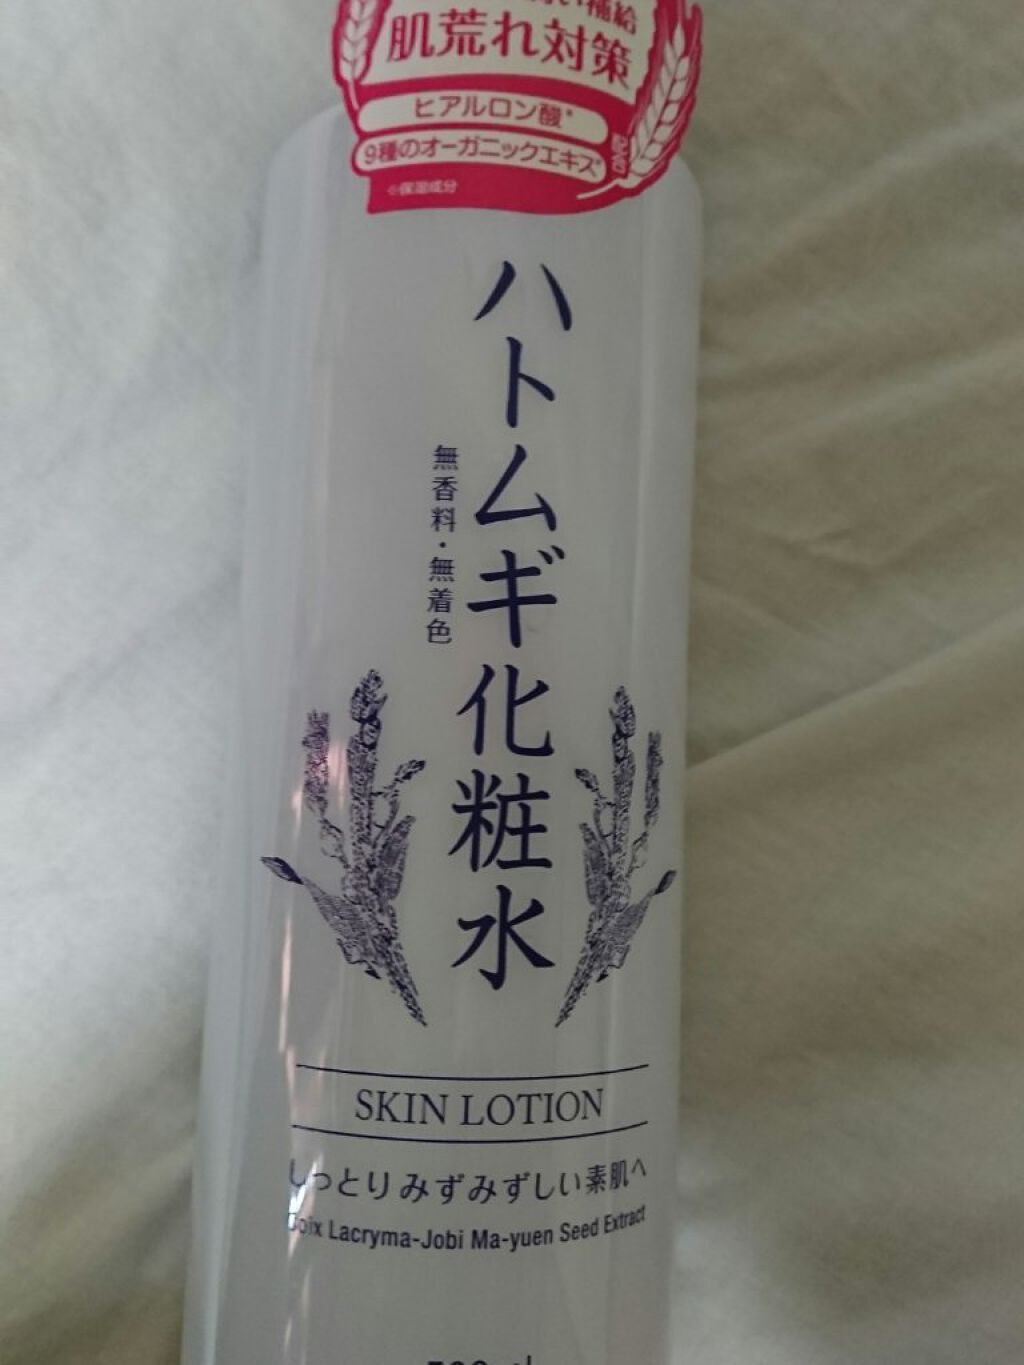 補給
肌荒れ対策
ヒアルロン酸*
9種のオーガニックエキス*
保湿成分
ハトムギ化粧水
無香料・無着色
SKIN LOTION
しっとりみずみずしい素肌へ
Coix Lacryma-Jobi Ma-yuen Seed Extract